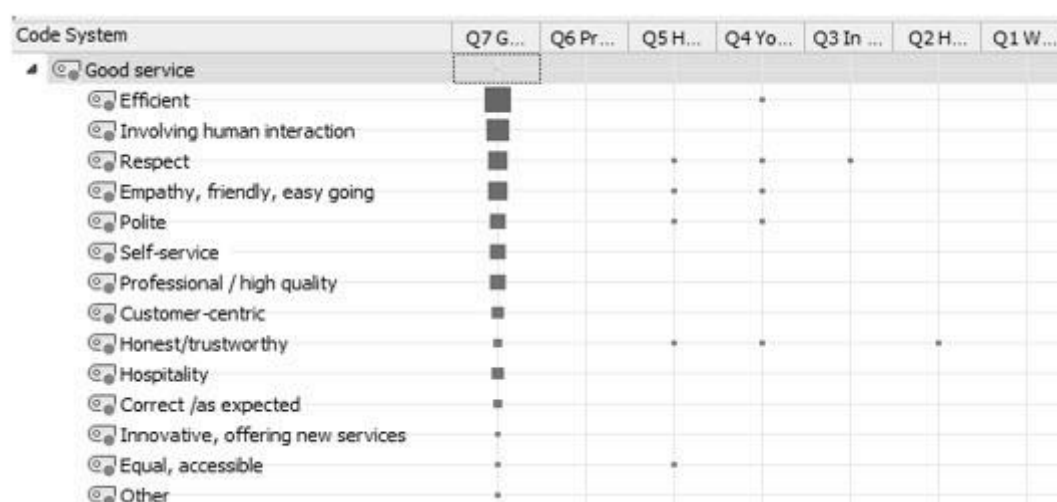 Code System Q7 G... Q6 Pr... Q5 H... Q4 Yo... Q3 In ... Q2 H... Q1 W...
Good service
Efficient
Involving human interaction
Respect
Empathy, friendly, easy going
Polite
Self-service
Professional / high quality
Customer-centric
Honest/trustworthy
Hospitality
Correct /as expected
Innovative, offering new services
Equal, accessible
Other